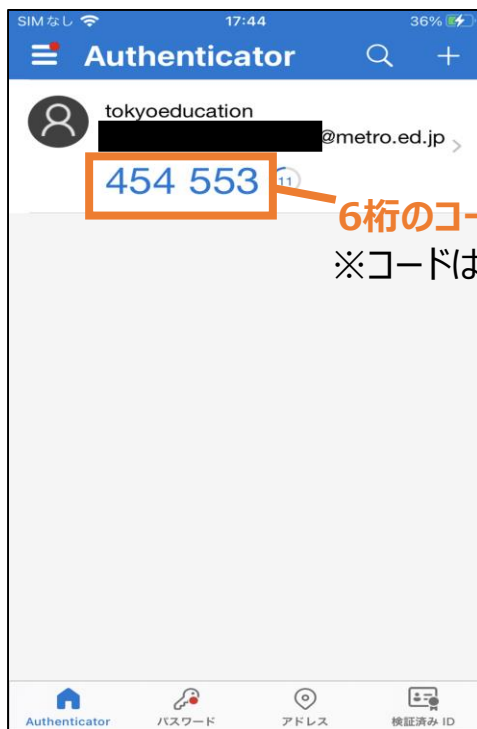 SIMなし 17:44 36%
Authenticator
tokyoeducation
@metro.ed.jp
454 553 11
6桁のコー
※コードは
Authenticator パスワード アドレス 検証済み ID